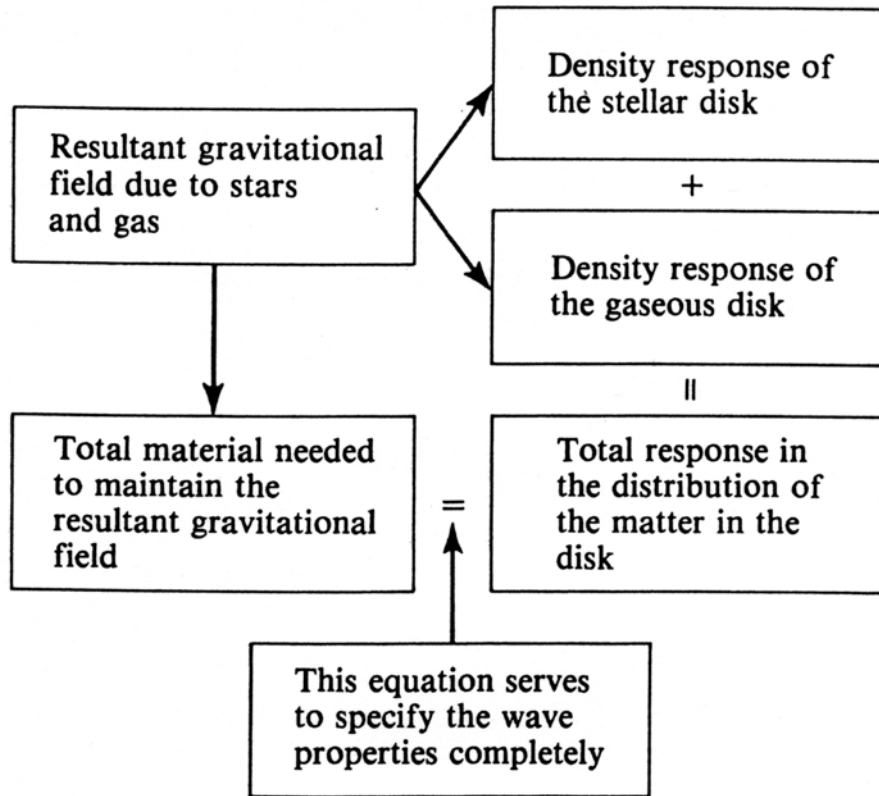 Density response of
the stellar disk
Resultant gravitational
field due to stars
and gas
+
Density response of
the gaseous disk
=
Total material needed
to maintain the
resultant gravitational
field
=
Total response in
the distribution of
the matter in the
disk
This equation serves
to specify the wave
properties completely